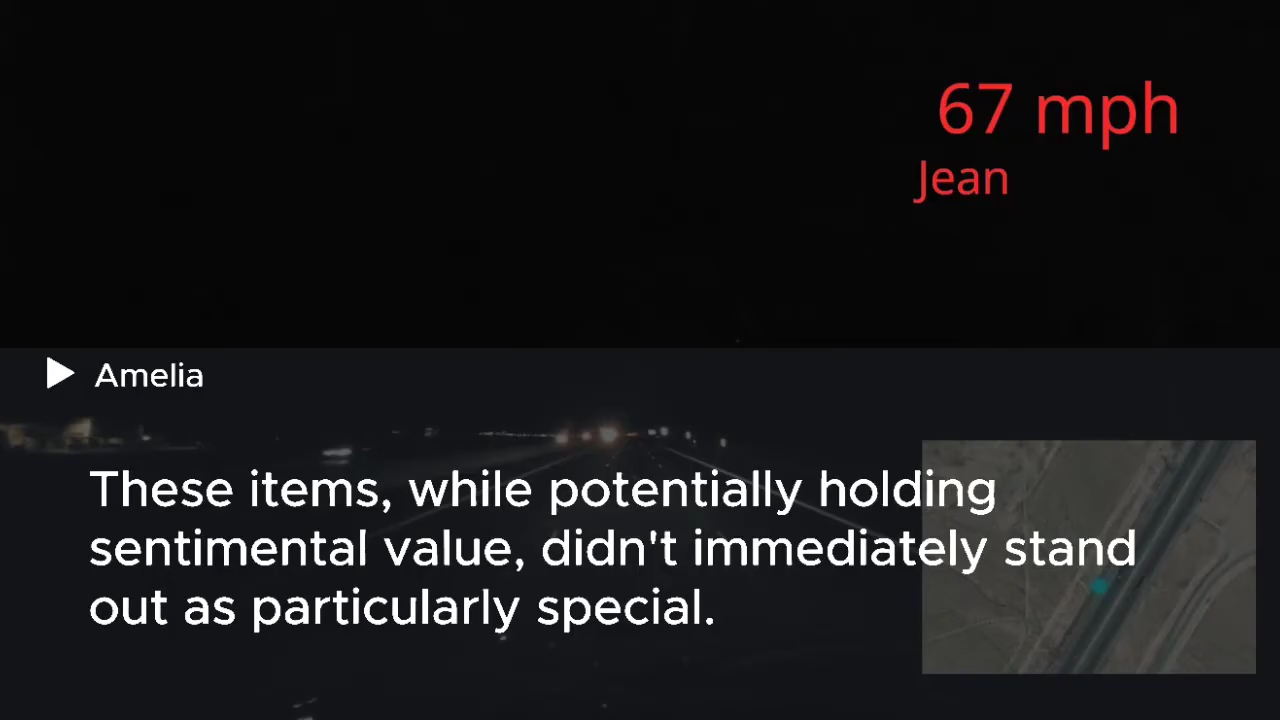 67 mph
Jean
Amelia
These items, while potentially holding
sentimental value, didn't immediately stand
out as particularly special.